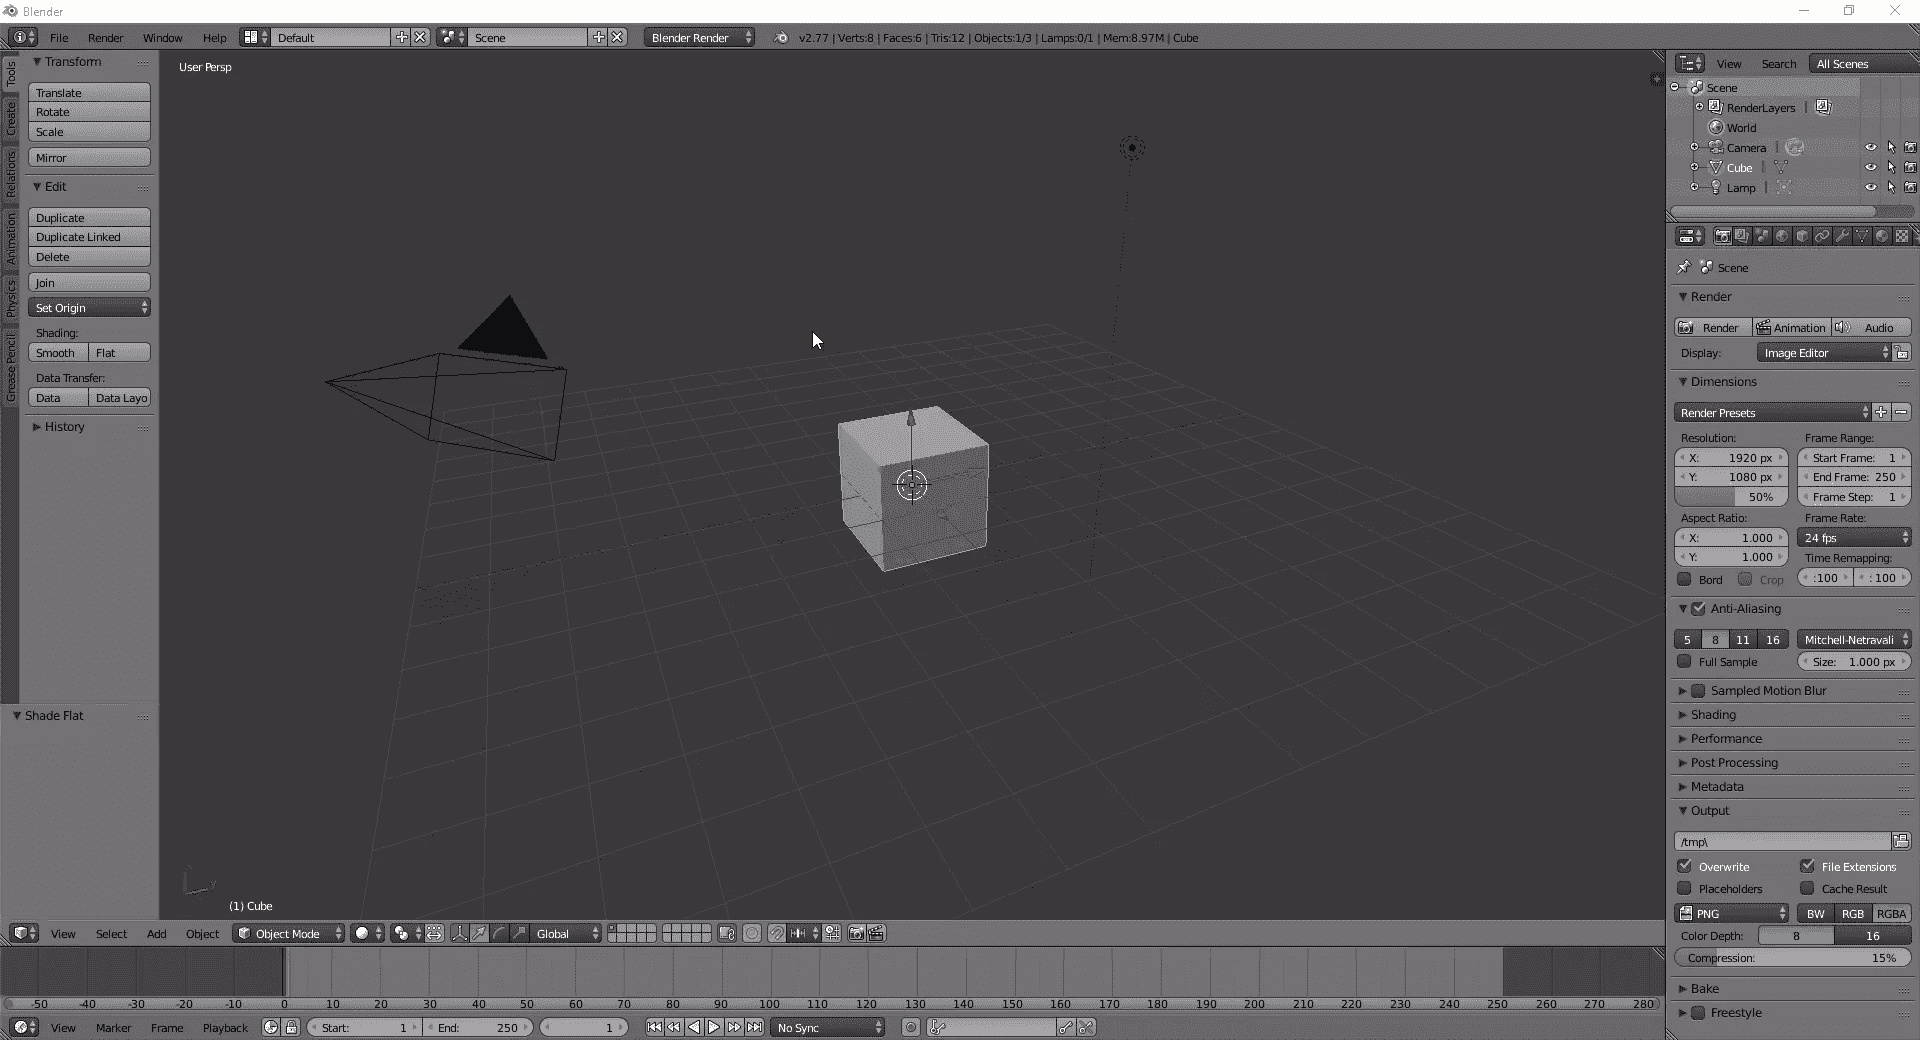 Blender
File Render Window Help Default Scene Blender Render v2.77 | Verts:8 | Faces:6 | Tris:12 | Objects:1/3 | Lamps:0/1 | Mem:8.97M | Cube
Tools
Create
Relations
Animation
Physics
Grease Pencil
Transform
Translate
Rotate
Scale
Mirror
Edit
Duplicate
Duplicate Linked
Delete
Join
Set Origin
Shading:
Smooth Flat
Data Transfer:
Data Data Layo
History
Shade Flat
User Persp
(1) Cube
View Select Add Object Object Mode Global
-50 -40 -30 -20 -10 0 10 20 30 40 50 60 70 80 90 100 110 120 130 140 150 160 170 180 190 200 210 220 230 240 250 260 270 280
View Marker Frame Playback Start: 1 End: 250 1 No Sync
View Search All Scenes
Scene
RenderLayers |
World
Camera |
Cube |
Lamp |
Scene
Render
Render Animation Audio
Display: Image Editor
Dimensions
Render Presets
Resolution: Frame Range:
X: 1920 px Start Frame: 1
Y: 1080 px End Frame: 250
50% Frame Step: 1
Aspect Ratio: Frame Rate:
X: 1.000 24 fps
Y: 1.000 Time Remapping:
Bord Crop :100 : 100
Anti-Aliasing
5 8 11 16 Mitchell-Netravali
Full Sample Size: 1.000 px
Sampled Motion Blur
Shading
Performance
Post Processing
Metadata
Output
/tmp\
Overwrite File Extensions
Placeholders Cache Result
PNG BW RGB RGBA
Color Depth: 8 16
Compression: 15%
Bake
Freestyle